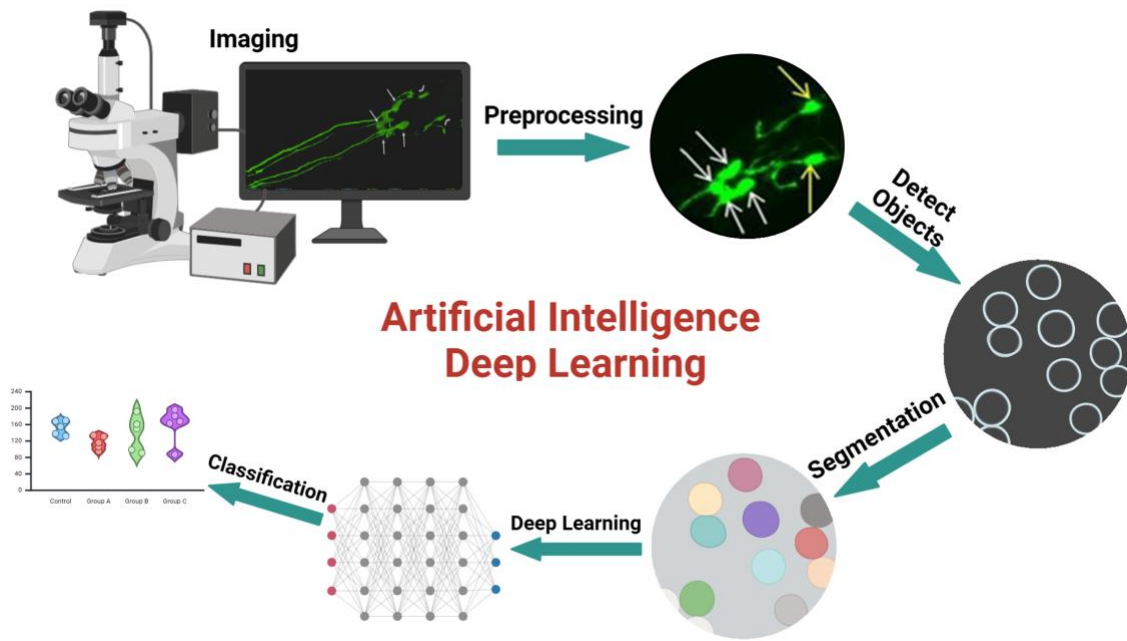 Imaging
Preprocessing
Detect
Objects
Artificial Intelligence
Deep Learning
Segmentation
Deep Learning
Classification
240
200
160
120
80
40
0
Control Group A Group B Group C